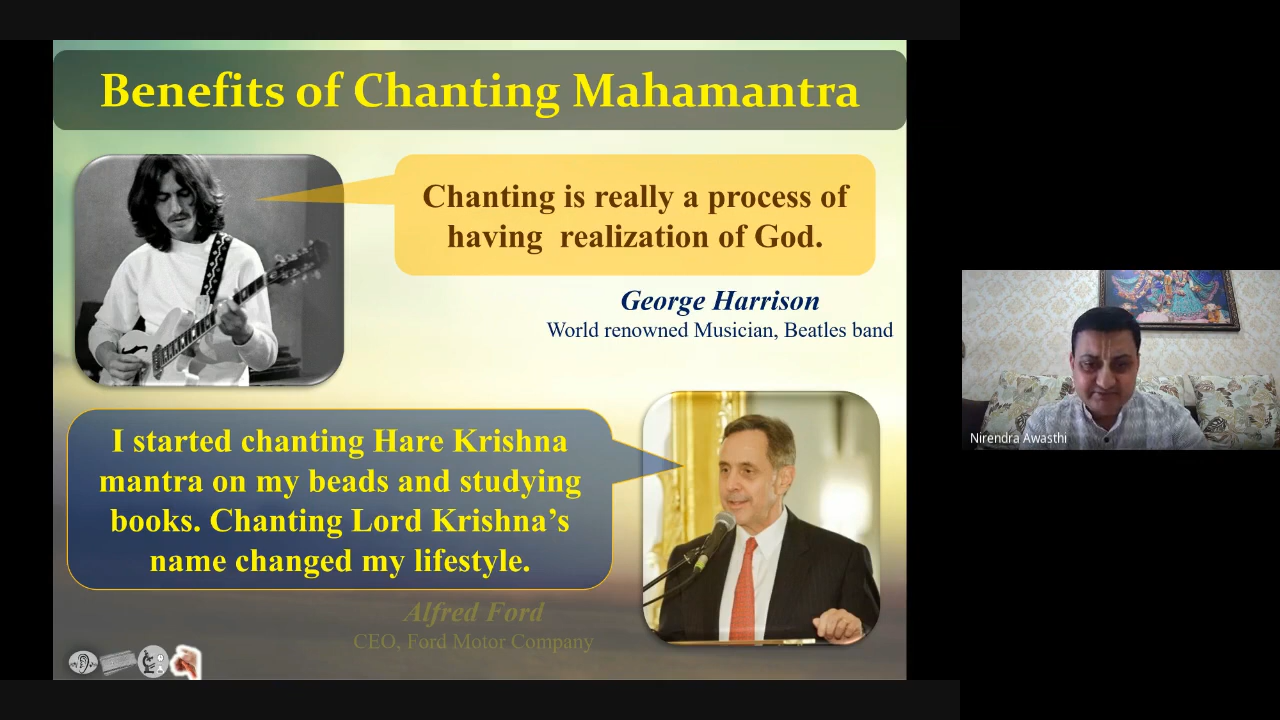 Benefits of Chanting Mahamantra
Chanting is really a process of
having realization of God.
George Harrison
World renowned Musician, Beatles band
I started chanting Hare Krishna
mantra on my beads and studying
books. Chanting Lord Krishna's
name changed my lifestyle.
Alfred Ford
CEO, Ford Motor Company
Nirendra Awasthi